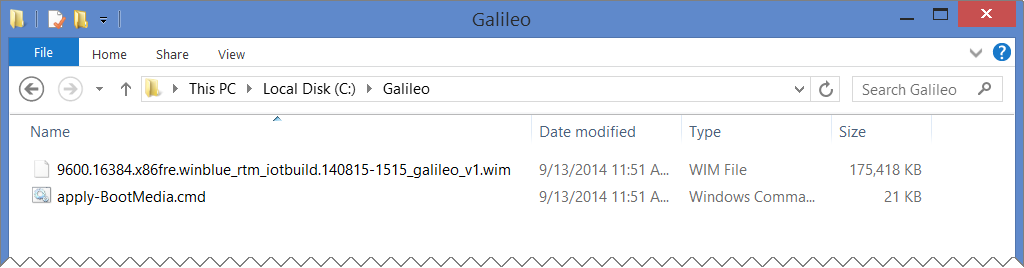 Galileo
File Home Share View
This PC Local Disk (C:) Galileo Search Galileo
Name Date modified Type Size
9600.16384.x86fre.winblue_rtm_iotbuild.140815-1515_galileo_v1.wim 9/13/2014 11:51 A... WIM File 175,418 KB
apply-BootMedia.cmd 9/13/2014 11:51 A... Windows Comma... 21 KB